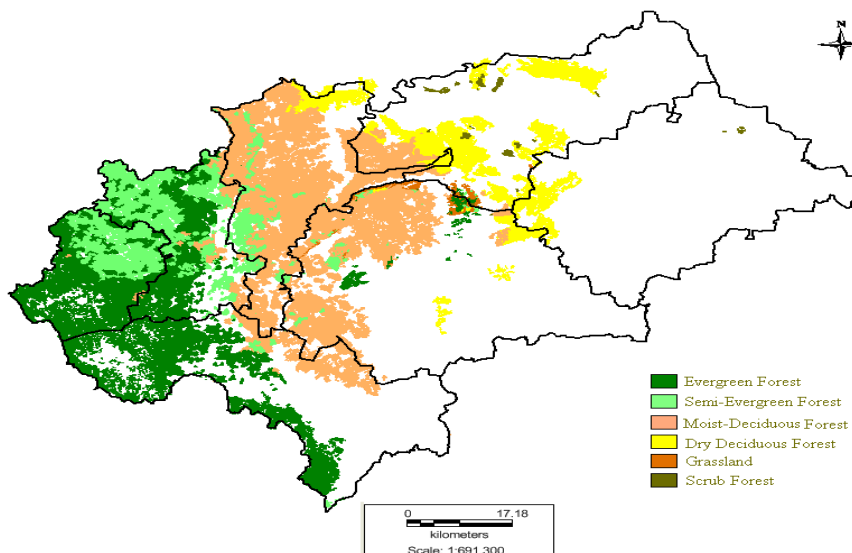 N
Evergreen Forest
Semi-Evergreen Forest
Moist-Deciduous Forest
Dry Deciduous Forest
Grassland
Scrub Forest
0 17.18
kilometers
Scale: 1:691,300